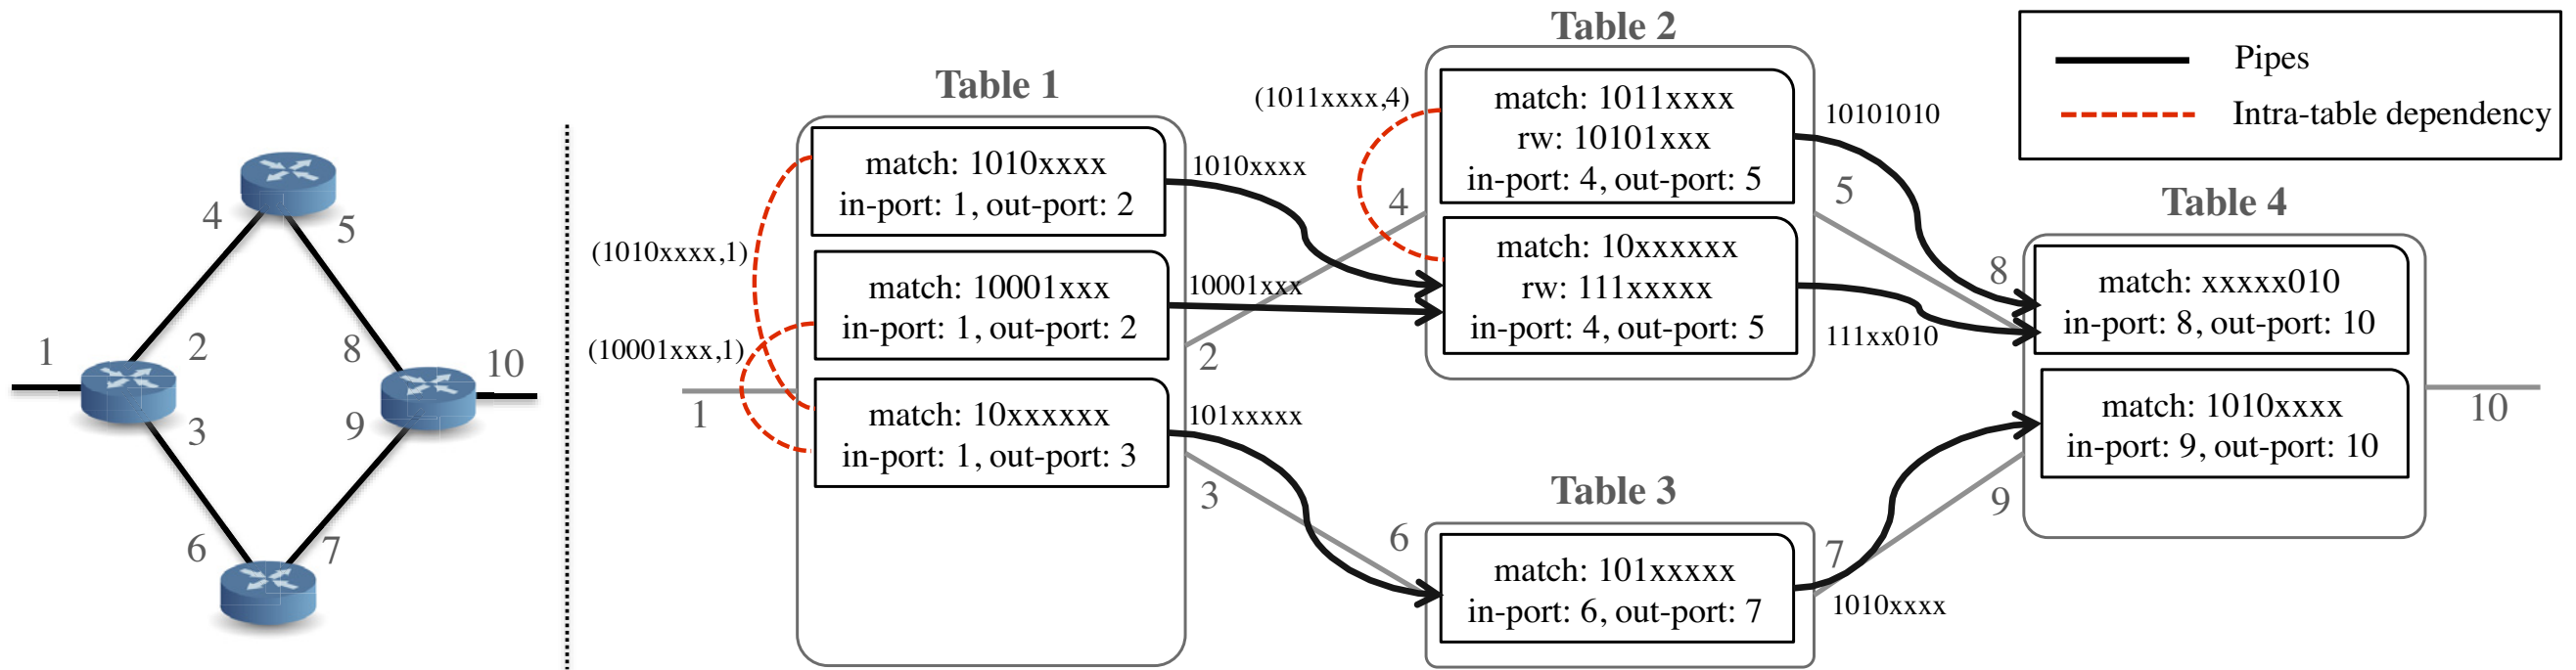 4
5
1
2
8
10
3
9
6
7
Table 1
match: 1010xxxx
in-port: 1, out-port: 2
match: 10001xxx
in-port: 1, out-port: 2
match: 10xxxxxx
in-port: 1, out-port: 3
(1010xxxx,1)
(10001xxx,1)
1
1010xxxx
10001xxx
101xxxxx
2
3
Table 2
(1011xxxx,4)
4
match: 1011xxxx
rw: 10101xxx
in-port: 4, out-port: 5
match: 10xxxxxx
rw: 111xxxxx
in-port: 4, out-port: 5
10101010
5
111xx010
Table 3
6
match: 101xxxxx
in-port: 6, out-port: 7
7
1010xxxx
Table 4
8
match: xxxxx010
in-port: 8, out-port: 10
match: 1010xxxx
in-port: 9, out-port: 10
9
10
Pipes
Intra-table dependency